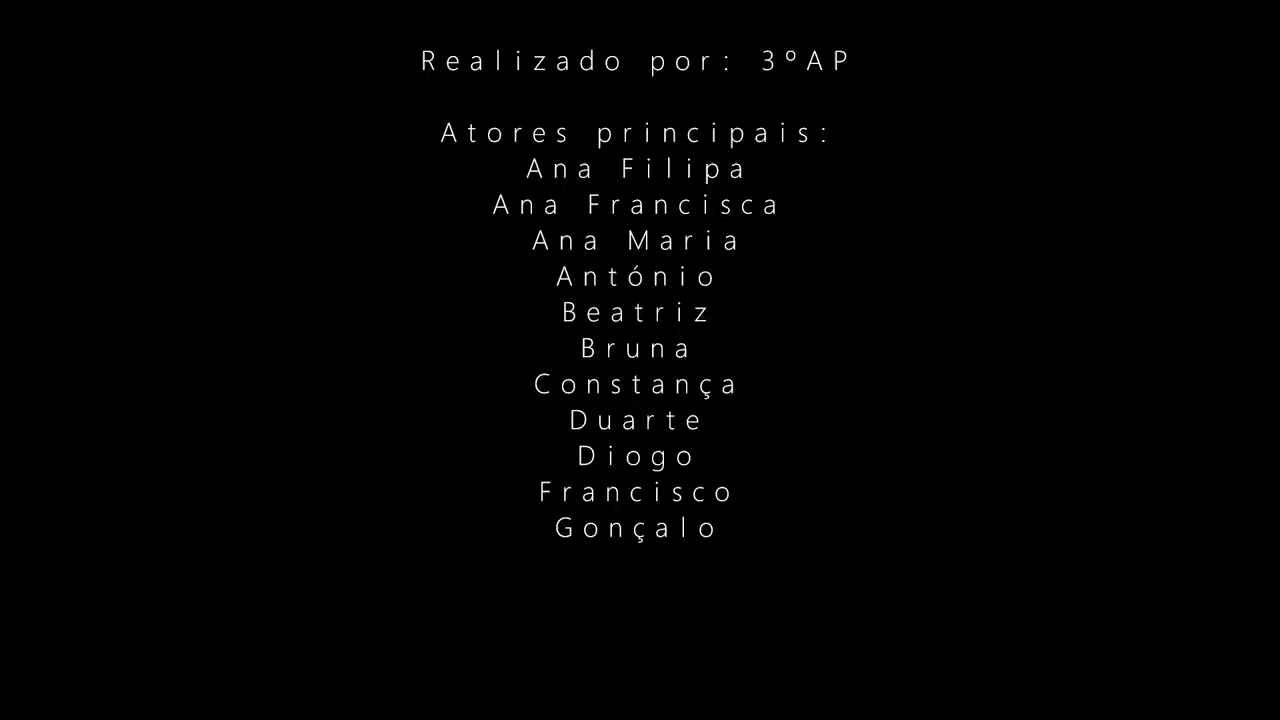 Realizado por: 3ºAP
Atores principais:
Ana Filipa
Ana Francisca
Ana Maria
António
Beatriz
Bruna
Constança
Duarte
Diogo
Francisco
Gonçalo